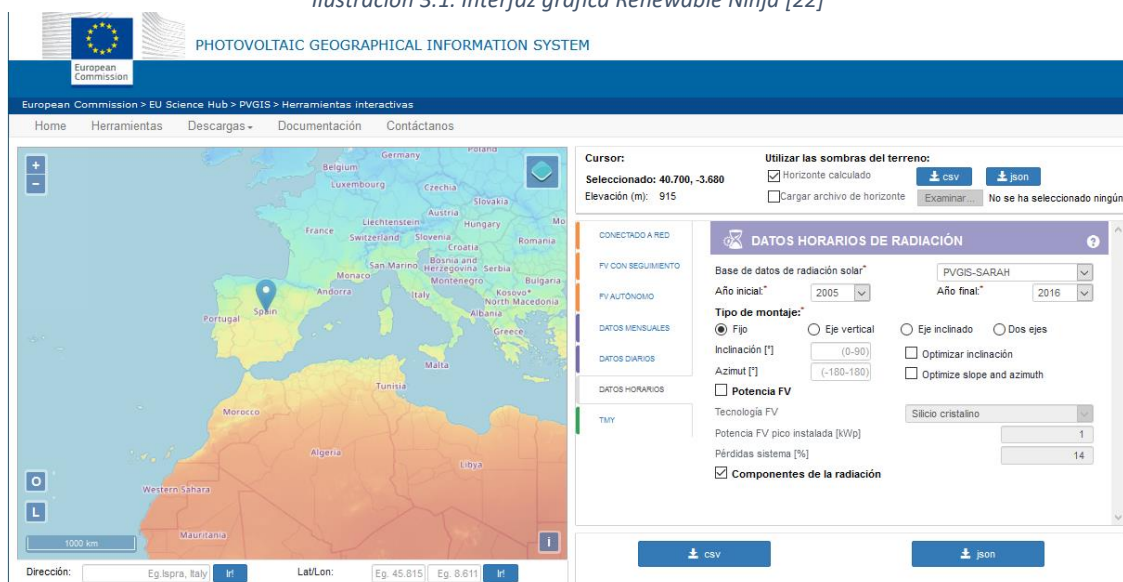 Ilustración 3.1: Interfaz gráfica Renewable Ninja [22]
European
Commission
PHOTOVOLTAIC GEOGRAPHICAL INFORMATION SYSTEM
European Commission > EU Science Hub > PVGIS > Herramientas interactivas
Home Herramientas Descargas Documentación Contáctanos
+
-
Germany
Poland
Belgium
Luxembourg
Czechia
Slovakia
Austria
Liechtenstein
Hungary
Mo
France
Switzerland
Slovenia
Croatia
Romania
Bosnia and
Herzegovina
Serbia
San Marino
Monaco
Montenegro
Bulgaria
Andorra
Italy
Kosovo*
North Macedonia
Albania
Portugal
Spain
Greece
Malta
Tunisia
Morocco
Algeria
Libya
Western Sahara
Mauritania
O
L
1000 km
i
Dirección: Eg.Ispra, Italy Ir! Lat/Lon: Eg. 45.815 Eg. 8.611 Ir!
Cursor:
Seleccionado: 40.700, -3.680
Elevación (m): 915
Utilizar las sombras del terreno:
Horizonte calculado csv json
Cargar archivo de horizonte Examinar... No se ha seleccionado ningún
CONECTADO A RED
FV CON SEGUIMIENTO
FV AUTÓNOMO
DATOS MENSUALES
DATOS DIARIOS
DATOS HORARIOS
TMY
DATOS HORARIOS DE RADIACIÓN ?
Base de datos de radiación solar* PVGIS-SARAH
Año inicial:* 2005 Año final:* 2016
Tipo de montaje:*
Fijo Eje vertical Eje inclinado Dos ejes
Inclinación [°] (0-90) Optimizar inclinación
Azimut [°] (-180-180) Optimize slope and azimuth
Potencia FV
Tecnología FV Silicio cristalino
Potencia FV pico instalada [kWp] 1
Pérdidas sistema [%] 14
Componentes de la radiación
csv json